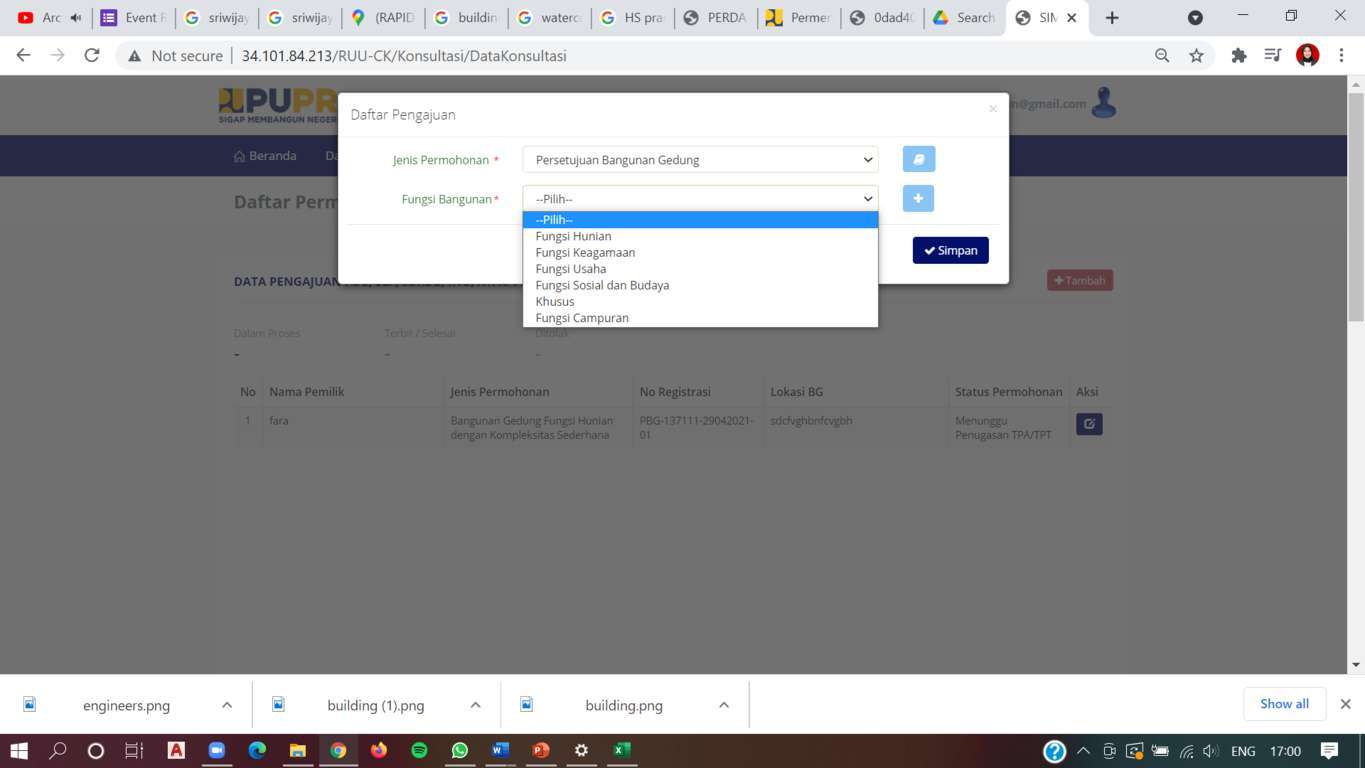 Arc
Event R
sriwijay
sriwijay
(RAPID
buildin
waterco
HS pra
PERDA
Permen
0dad40
Search
SIM
Not secure
34.101.84.213/RUU-CK/Konsultasi/DataKonsultasi
PUPR
SIGAP MEMBANGUN NEGER
n@gmail.com
Beranda
Da
Daftar Perm
Daftar Pengajuan
×
Jenis Permohonan *
Persetujuan Bangunan Gedung
Fungsi Bangunan*
--Pilih--
--Pilih--
Fungsi Hunian
Fungsi Keagamaan
Fungsi Usaha
Fungsi Sosial dan Budaya
Khusus
Fungsi Campuran
Simpan
DATA PENGAJUAN
Tambah
Dalam Proses
Terbit / Selesai
Ditolak
-
-
-
No
Nama Pemilik
Jenis Permohonan
No Registrasi
Lokasi BG
Status Permohonan
Aksi
1
fara
Bangunan Gedung Fungsi Hunian
dengan Kompleksitas Sederhana
PBG-137111-29042021-
01
sdcfvghbnfcvgbh
Menunggu
Penugasan TPA/TPT
engineers.png
building (1).png
building.png
Show all
ENG
17:00